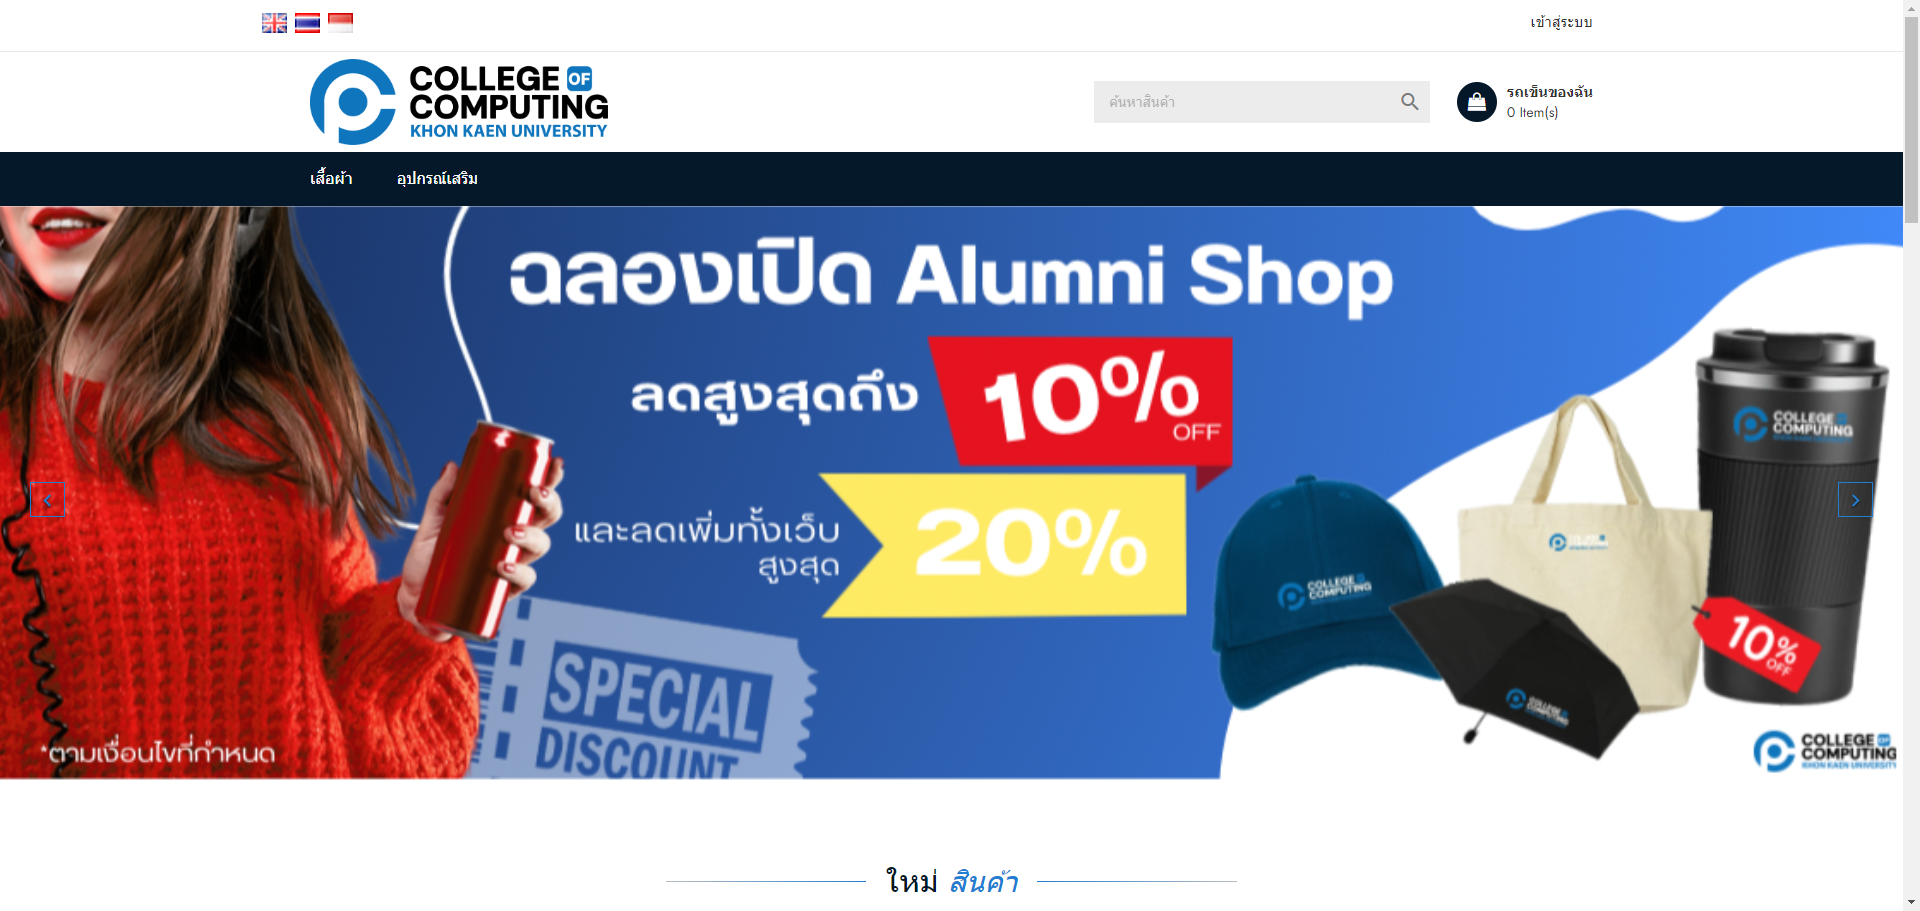 เข้าสู่ระบบ
COLLEGE OF
COMPUTING
KHON KAEN UNIVERSITY
ค้นหาสินค้า
รถเข็นของฉัน
0 Item(s)
เสื้อผ้า
อุปกรณ์เสริม
ฉลองเปิด Alumni Shop
ลดสูงสุดถึง
10%
OFF
และลดเพิ่มทั้งเว็บ
สูงสุด
20%
SPECIAL
DISCOUNT
*ตามเงื่อนไขที่กำหนด
COLLEGE OF
COMPUTING
KHON KAEN UNIVERSITY
COLLEGE OF
COMPUTING
COLLEGE OF
COMPUTING
10%
OFF
COLLEGE OF
COMPUTING
KHON KAEN UNIVERSITY
ใหม่ สินค้า